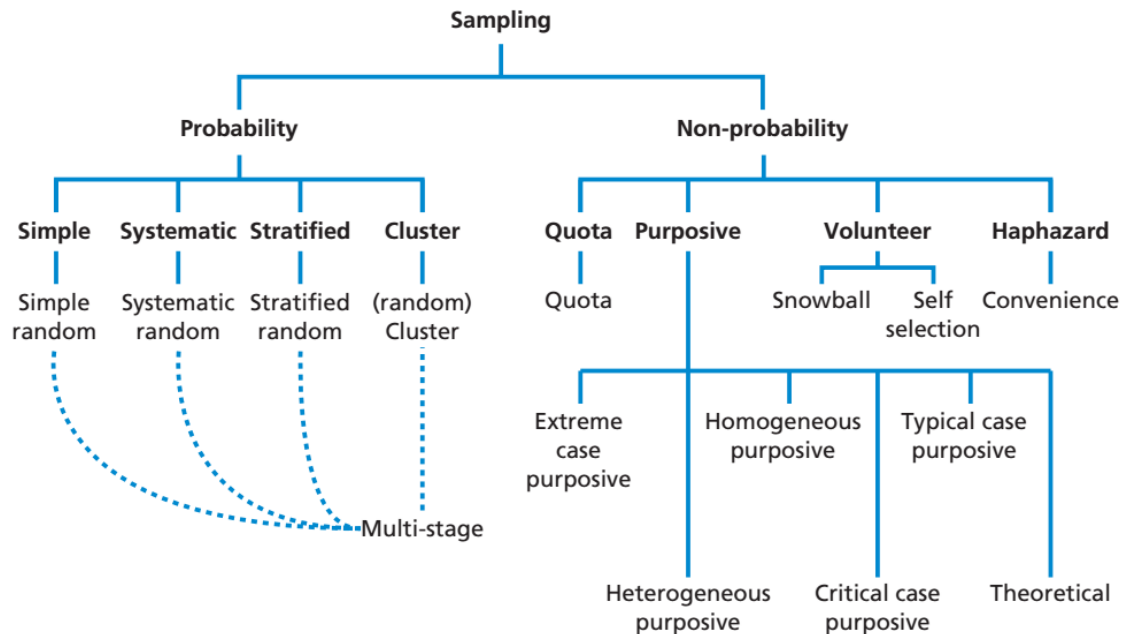 Sampling
Probability
Non-probability
Simple
Systematic
Stratified
Cluster
Quota
Purposive
Volunteer
Haphazard
Simple
random
Systematic
random
Stratified
random
(random)
Cluster
Quota
Snowball
Self
selection
Convenience
Extreme
case
purposive
Homogeneous
purposive
Typical case
purposive
Multi-stage
Heterogeneous
purposive
Critical case
purposive
Theoretical